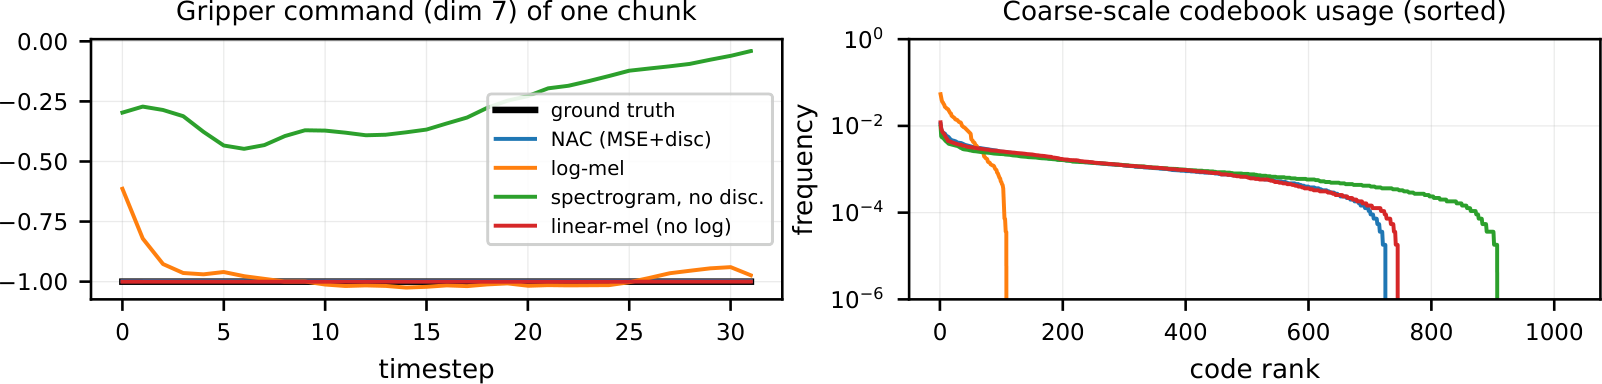 Gripper command (dim 7) of one chunk
0.00
−0.25
−0.50
−0.75
−1.00
ground truth
NAC (MSE+disc)
log-mel
spectrogram, no disc.
linear-mel (no log)
0 5 10 15 20 25 30
timestep
Coarse-scale codebook usage (sorted)
frequency
10⁰
10⁻²
10⁻⁴
10⁻⁶
0 200 400 600 800 1000
code rank